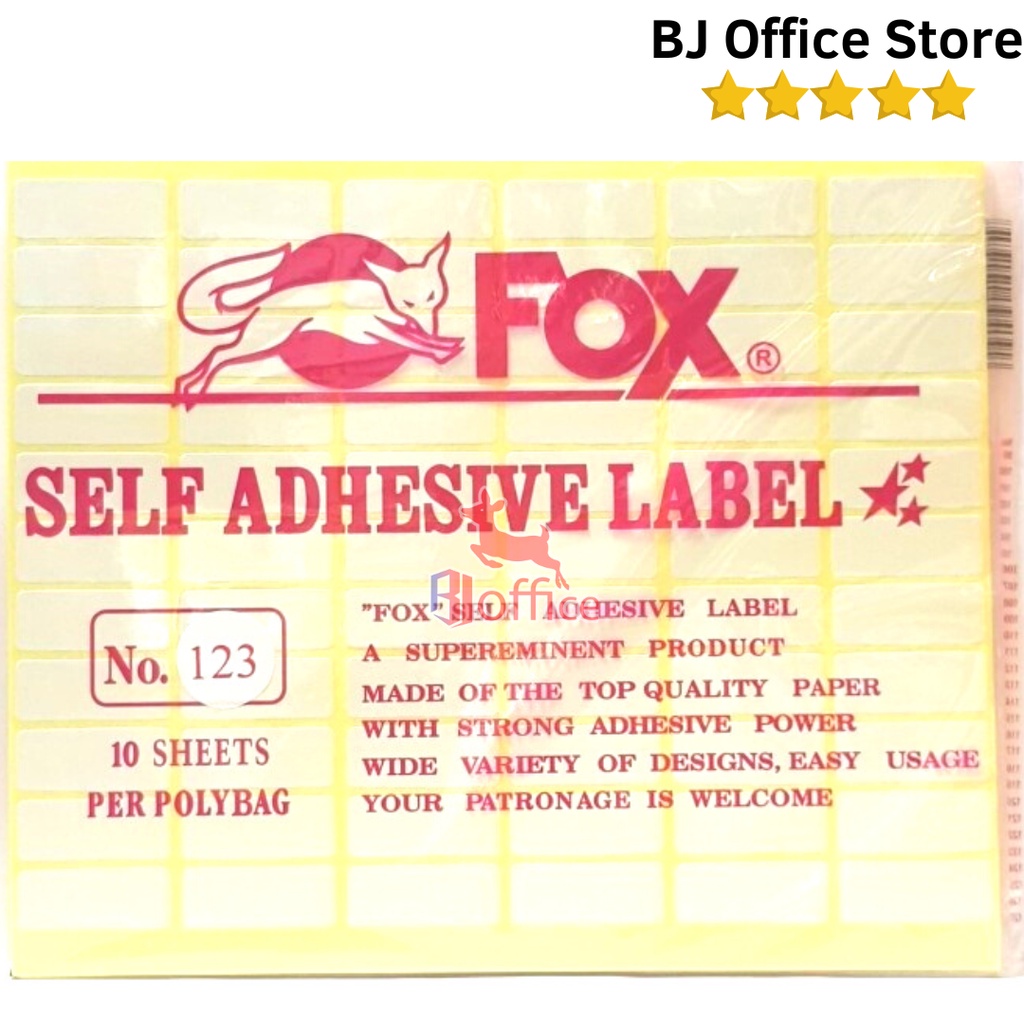 BJ Office Store
FOX ®
SELF ADHESIVE LABEL
BJ office
No. 123
10 SHEETS
PER POLYBAG
"FOX" SELF ADHESIVE LABEL
A SUPEREMINENT PRODUCT
MADE OF THE TOP QUALITY PAPER
WITH STRONG ADHESIVE POWER
WIDE VARIETY OF DESIGNS, EASY USAGE
YOUR PATRONAGE IS WELCOME